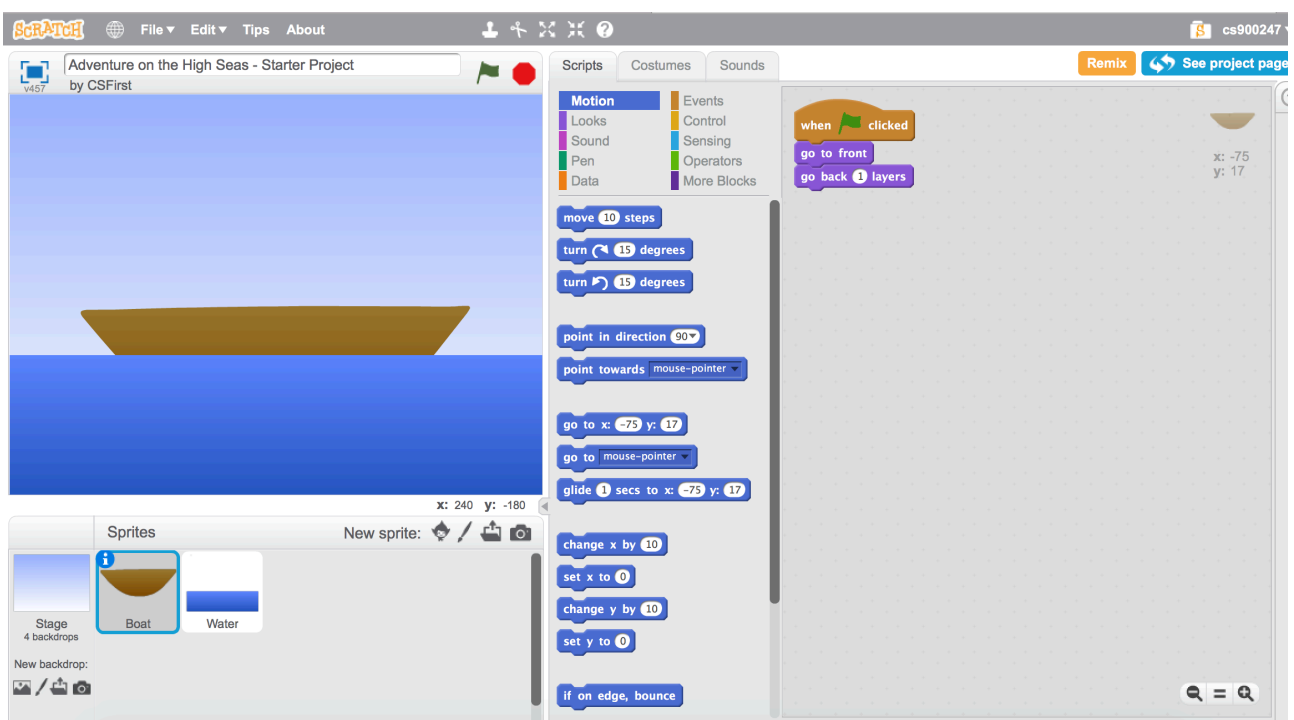 SCRATCH File Edit Tips About cs900247
v457 Adventure on the High Seas - Starter Project
by CSFirst
Scripts Costumes Sounds
Remix See project page
Motion Events
Looks Control
Sound Sensing
Pen Operators
Data More Blocks
move 10 steps
turn 15 degrees
turn 15 degrees
point in direction 90
point towards mouse-pointer
go to x: -75 y: 17
go to mouse-pointer
glide 1 secs to x: -75 y: 17
change x by 10
set x to 0
change y by 10
set y to 0
if on edge, bounce
when clicked
go to front
go back 1 layers
x: -75
y: 17
x: 240 y: -180
Sprites New sprite:
Stage
4 backdrops
Boat
Water
New backdrop: